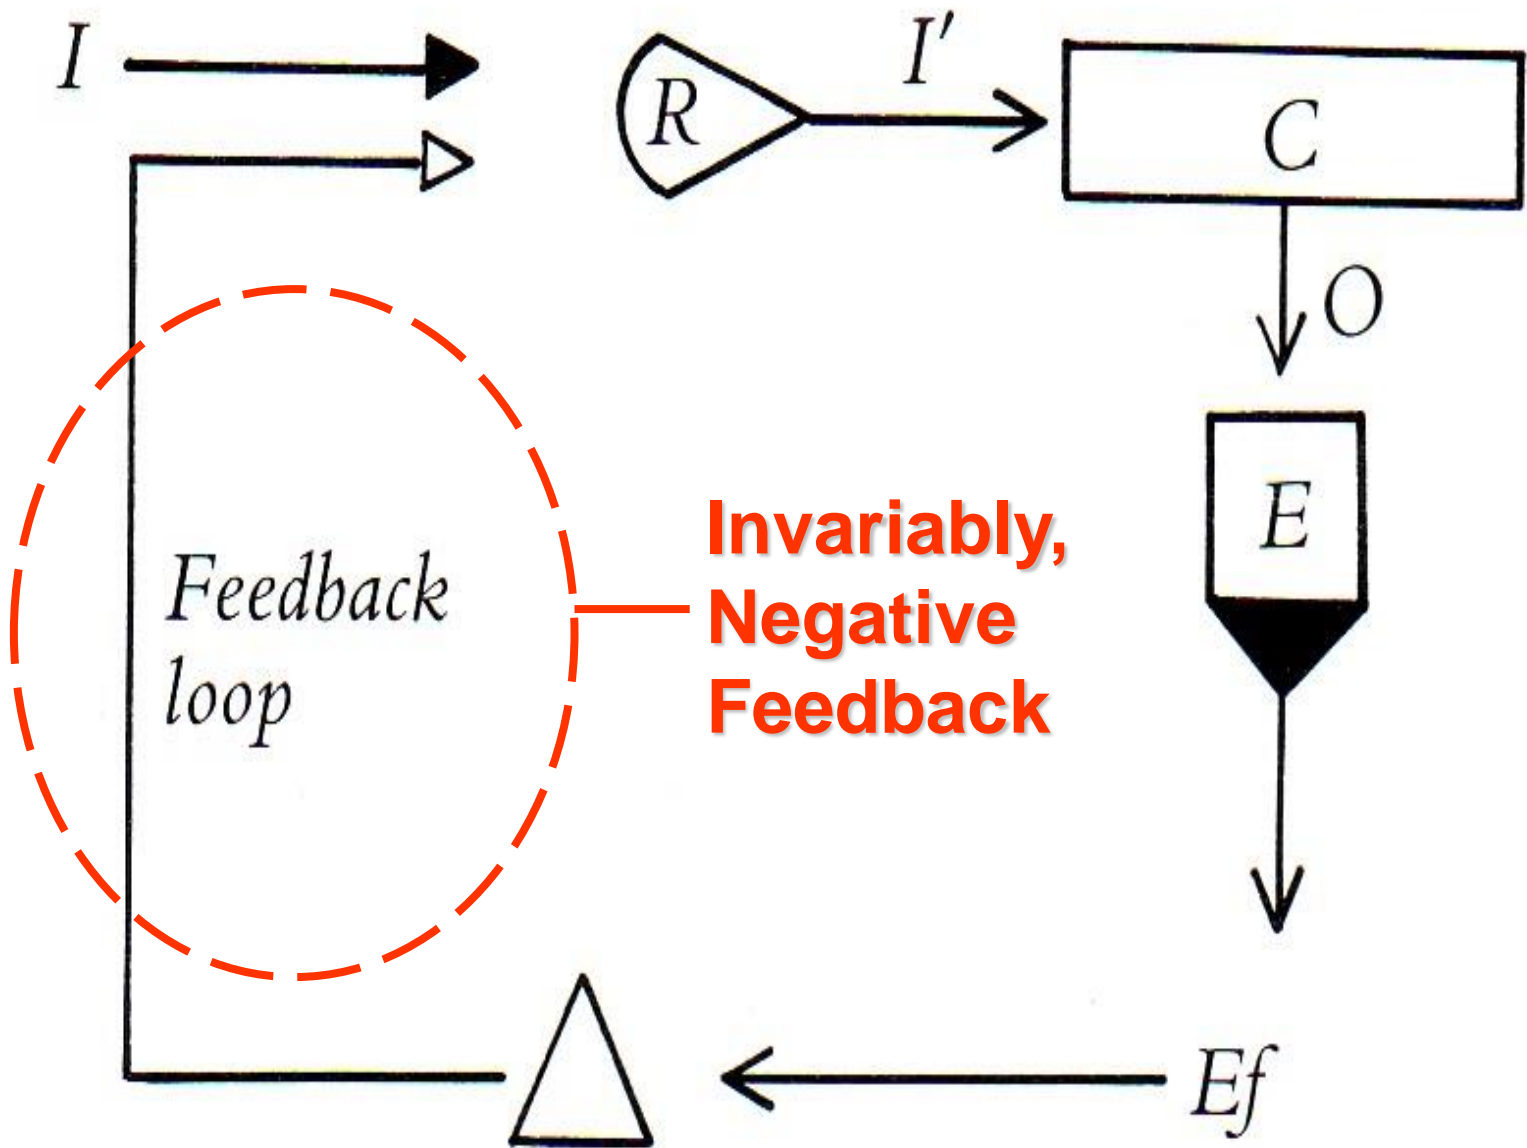 I
R
I′
C
O
E
Feedback
loop
Invariably,
Negative
Feedback
Ef